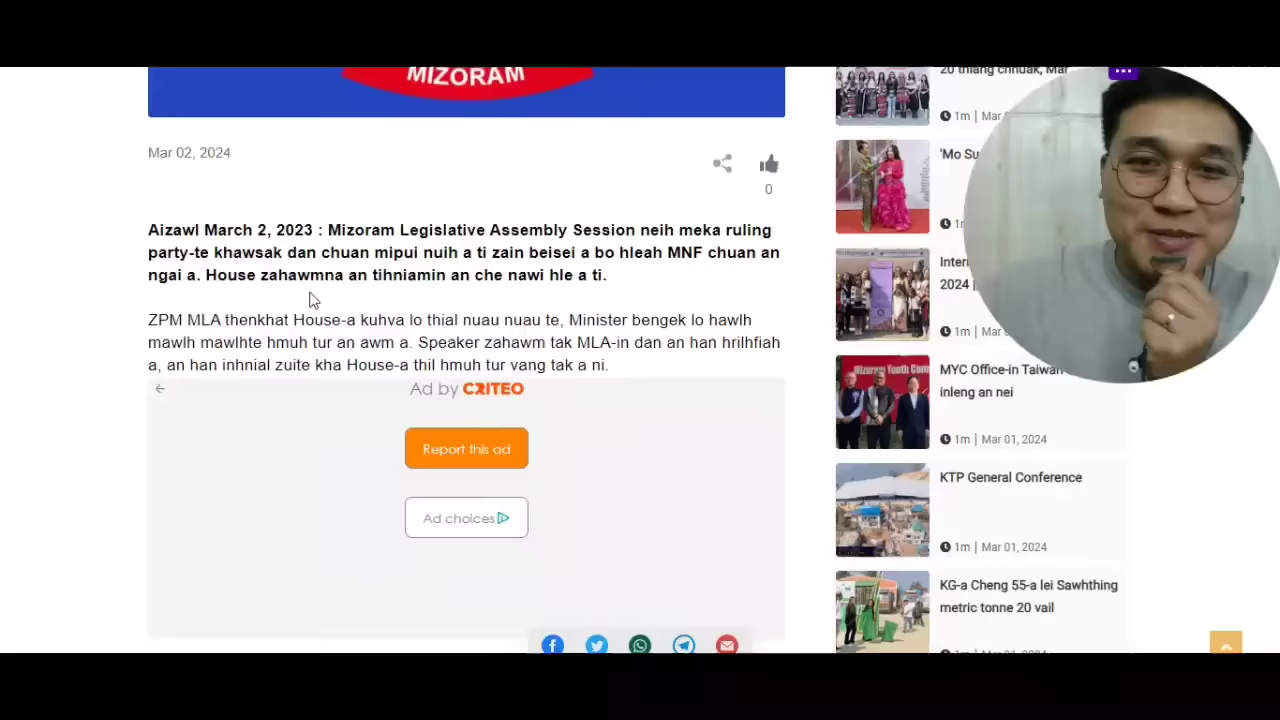 MIZORAM
Mar 02, 2024
0
Aizawl March 2, 2023 : Mizoram Legislative Assembly Session neih meka ruling
party-te khawsak dan chuan mipui nuih a ti zain beisei a bo hleah MNF chuan an
ngai a. House zahawmna an tihniamin an che nawi hle a ti.
ZPM MLA thenkhat House-a kuhva lo thial nuau nuau te, Minister bengek lo hawlh
mawlh mawlhte hmuh tur an awm a. Speaker zahawm tak MLA-in dan an han hrilhfiah
a, an han inhnial zuite kha House-a thil hmuh tur vang tak a ni.
Ad by CRITEO
Report this ad
Ad choices
20 thiang chhuak, Mar
1m | Mar
'Mo Su
2024
MYC Office-in Taiwan
inleng an nei
1m | Mar 01, 2024
KTP General Conference
1m | Mar 01, 2024
KG-a Cheng 55-a lei Sawhthing
metric tonne 20 vail